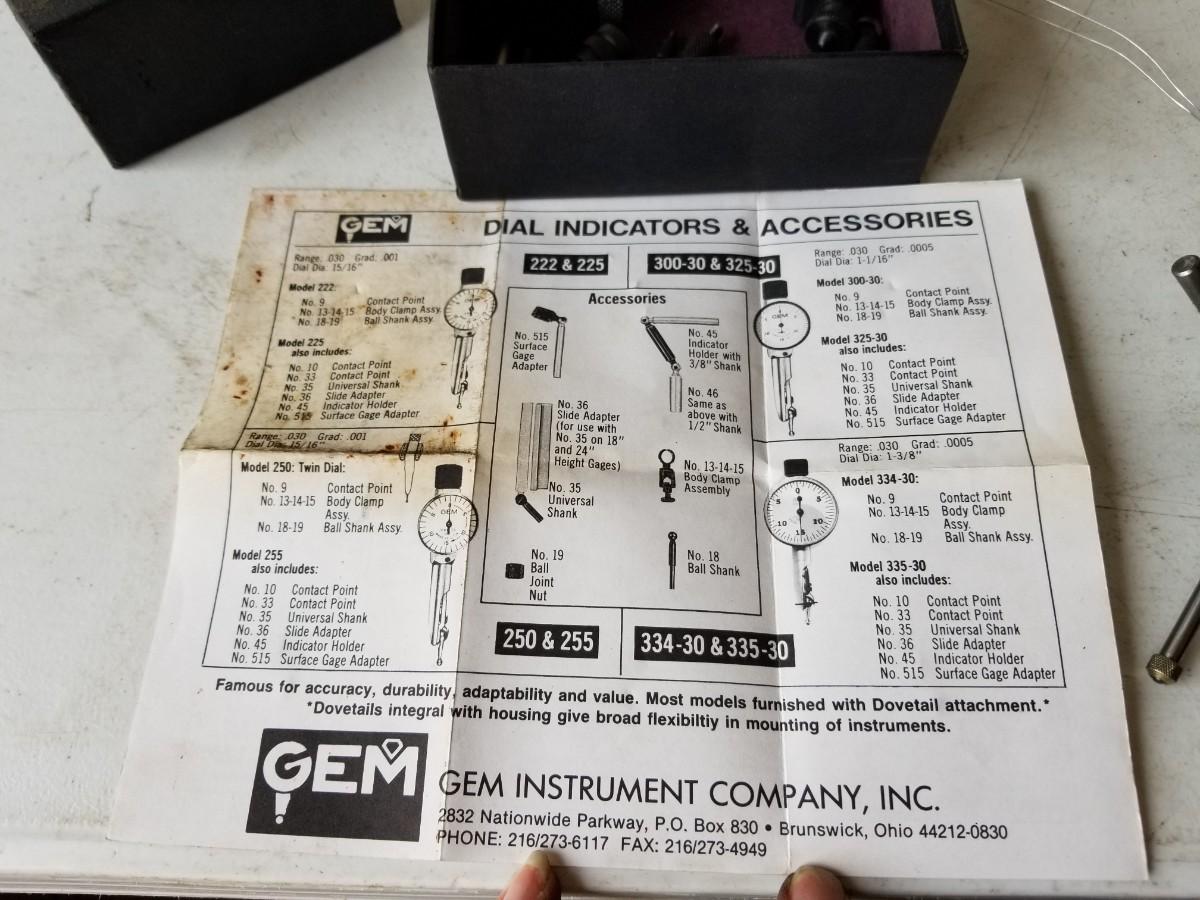 GEM DIAL INDICATORS & ACCESSORIES
Range: .030 Grad: .001
Dial Dia: 15/16"
Model 222:
No. 9 Contact Point
No. 13-14-15 Body Clamp Assy.
No. 18-19 Ball Shank Assy.
Model 225
also includes:
No. 10 Contact Point
No. 33 Contact Point
No. 35 Universal Shank
No. 36 Slide Adapter
No. 45 Indicator Holder
No. 515 Surface Gage Adapter
Range: .030 Grad: .001
Dial Dia: 15/16"
Model 250: Twin Dial:
No. 9 Contact Point
No. 13-14-15 Body Clamp
Assy.
No. 18-19 Ball Shank Assy.
Model 255
also includes:
No. 10 Contact Point
No. 33 Contact Point
No. 35 Universal Shank
No. 36 Slide Adapter
No. 45 Indicator Holder
No. 515 Surface Gage Adapter
222 & 225
300-30 & 325-30
Accessories
No. 515
Surface
Gage
Adapter
No. 45
Indicator
Holder with
3/8" Shank
No. 46
Same as
above with
1/2" Shank
No. 36
Slide Adapter
(for use with
No. 35 on 18"
and 24"
Height Gages)
No. 35
Universal
Shank
No. 13-14-15
Body Clamp
Assembly
No. 19
Ball
Joint
Nut
No. 18
Ball Shank
250 & 255
334-30 & 335-30
Range: .030 Grad: .0005
Dial Dia: 1-1/16"
Model 300-30:
No. 9 Contact Point
No. 13-14-15 Body Clamp Assy.
No. 18-19 Ball Shank Assy.
Model 325-30
also includes:
No. 10 Contact Point
No. 33 Contact Point
No. 35 Universal Shank
No. 36 Slide Adapter
No. 45 Indicator Holder
No. 515 Surface Gage Adapter
GEM
Range: .030 Grad: .0005
Dial Dia: 1-3/8"
Model 334-30:
No. 9 Contact Point
No. 13-14-15 Body Clamp
Assy.
No. 18-19 Ball Shank Assy.
Model 335-30
also includes:
No. 10 Contact Point
No. 33 Contact Point
No. 35 Universal Shank
No. 36 Slide Adapter
No. 45 Indicator Holder
No. 515 Surface Gage Adapter
GEM
0
5 5
10 20
15
Famous for accuracy, durability, adaptability and value. Most models furnished with Dovetail attachment.*
*Dovetails integral with housing give broad flexibiltiy in mounting of instruments.
GEM
GEM INSTRUMENT COMPANY, INC.
2832 Nationwide Parkway, P.O. Box 830 • Brunswick, Ohio 44212-0830
PHONE: 216/273-6117 FAX: 216/273-4949